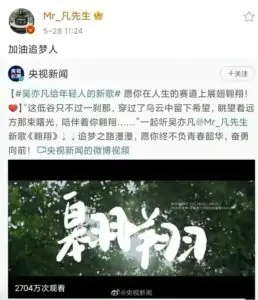 Mr_凡先生
5-28 11:24
加油追梦人
央视新闻
+关注
【#吴亦凡给年轻人的新歌# 愿你在人生的赛道上展翅翱翔!
❤】"这低谷只不过一刹那,穿过了乌云中留下希望,眺望着远
方那束曙光,陪伴着你翱翔……"一起听吴亦凡@Mr_凡先生
新歌《翱翔》↓↓追梦之路漫漫,愿你终不负青春韶华,奋勇
向前!央视新闻的微博视频
翱翔
2704万次观看
@央视新闻